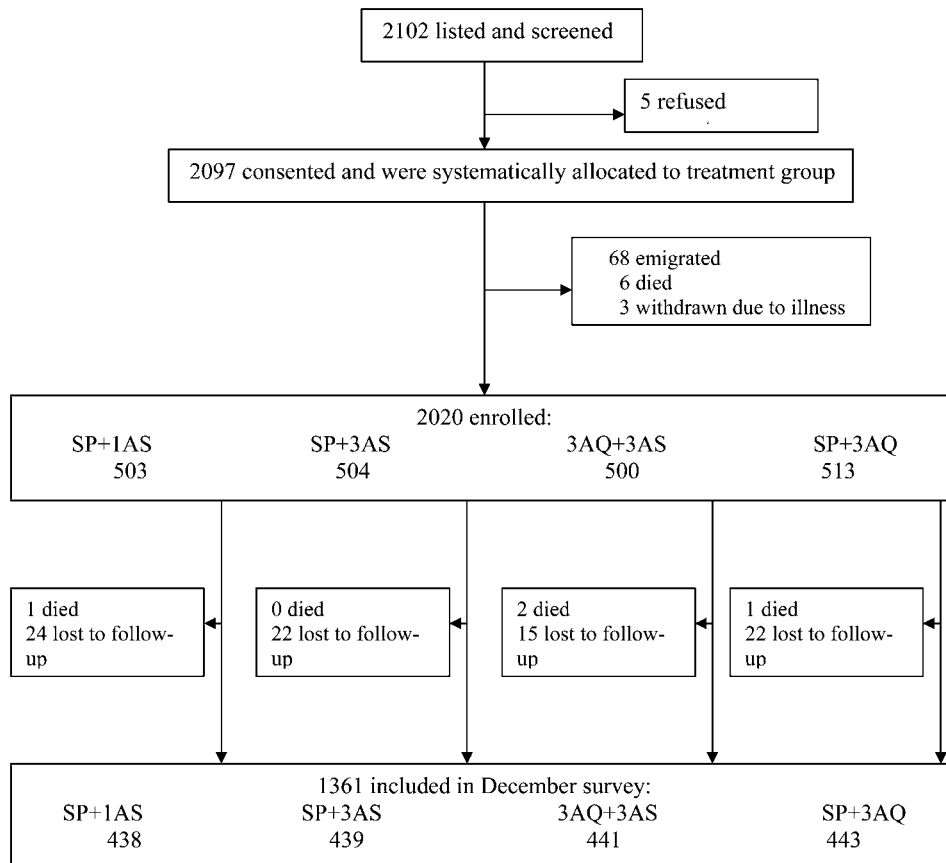 2102 listed and screened
5 refused
2097 consented and were systematically allocated to treatment group
68 emigrated
6 died
3 withdrawn due to illness
2020 enrolled:
SP+1AS SP+3AS 3AQ+3AS SP+3AQ
503 504 500 513
1 died
24 lost to follow-
up
0 died
22 lost to follow-
up
2 died
15 lost to follow-
up
1 died
22 lost to follow-
up
1361 included in December survey:
SP+1AS SP+3AS 3AQ+3AS SP+3AQ
438 439 441 443